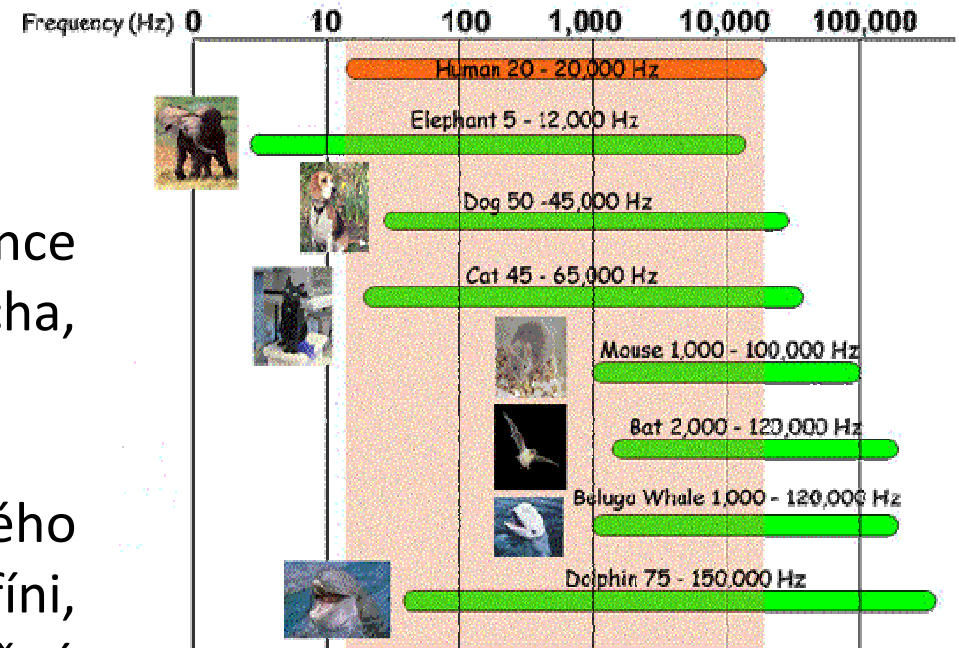 Frequency (Hz) 0 10 100 1,000 10,000 100,000
Human 20 - 20,000 Hz
Elephant 5 - 12,000 Hz
Dog 50 -45,000 Hz
nce
Cat 45 - 65,000 Hz
cha,
Mouse 1,000 - 100,000 Hz
Bat 2,000 - 120,000 Hz
Beluga Whale 1,000 - 120,000 Hz
ého
Dolphin 75 - 150,000 Hz
fíni,